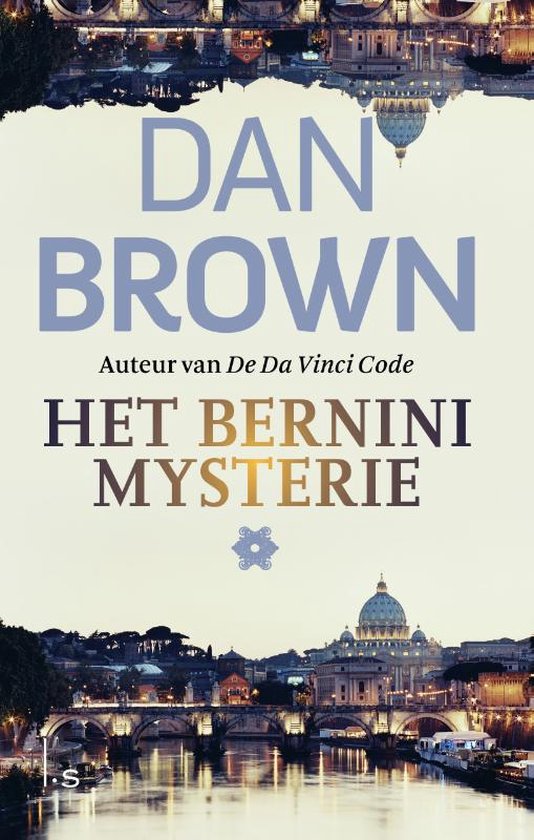 DAN
BROWN
Auteur van De Da Vinci Code
HET BERNINI
MYSTERIE
l.s